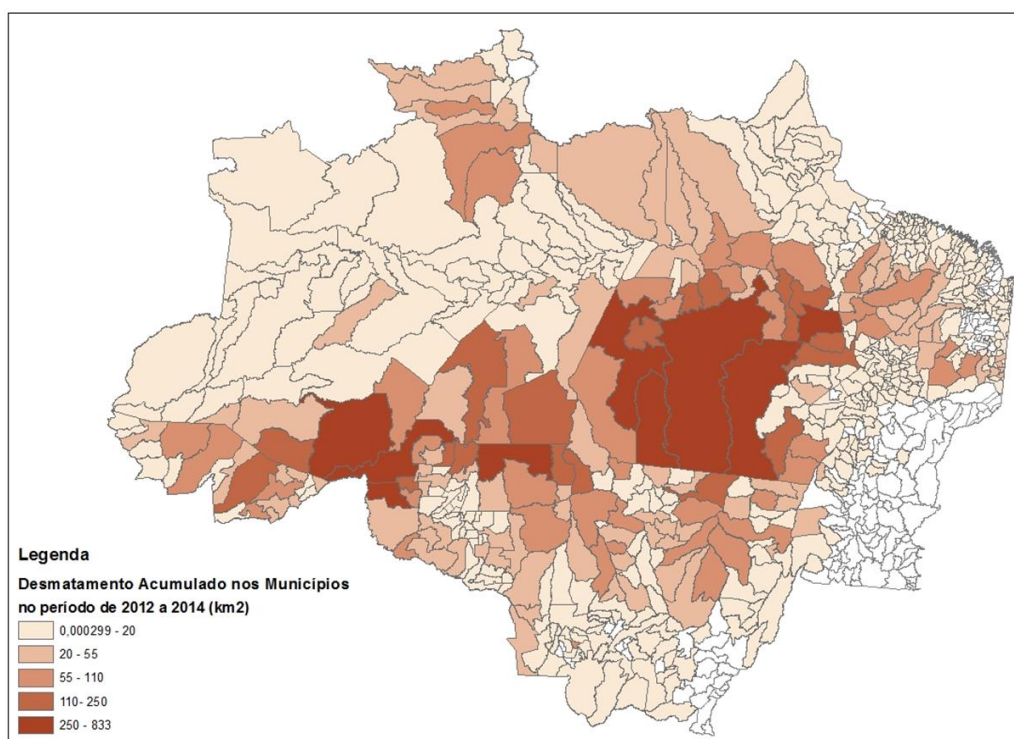 Legenda
Desmatamento Acumulado nos Municípios
no período de 2012 a 2014 (km2)
0,000299 - 20
20 - 55
55 - 110
110- 250
250 - 833